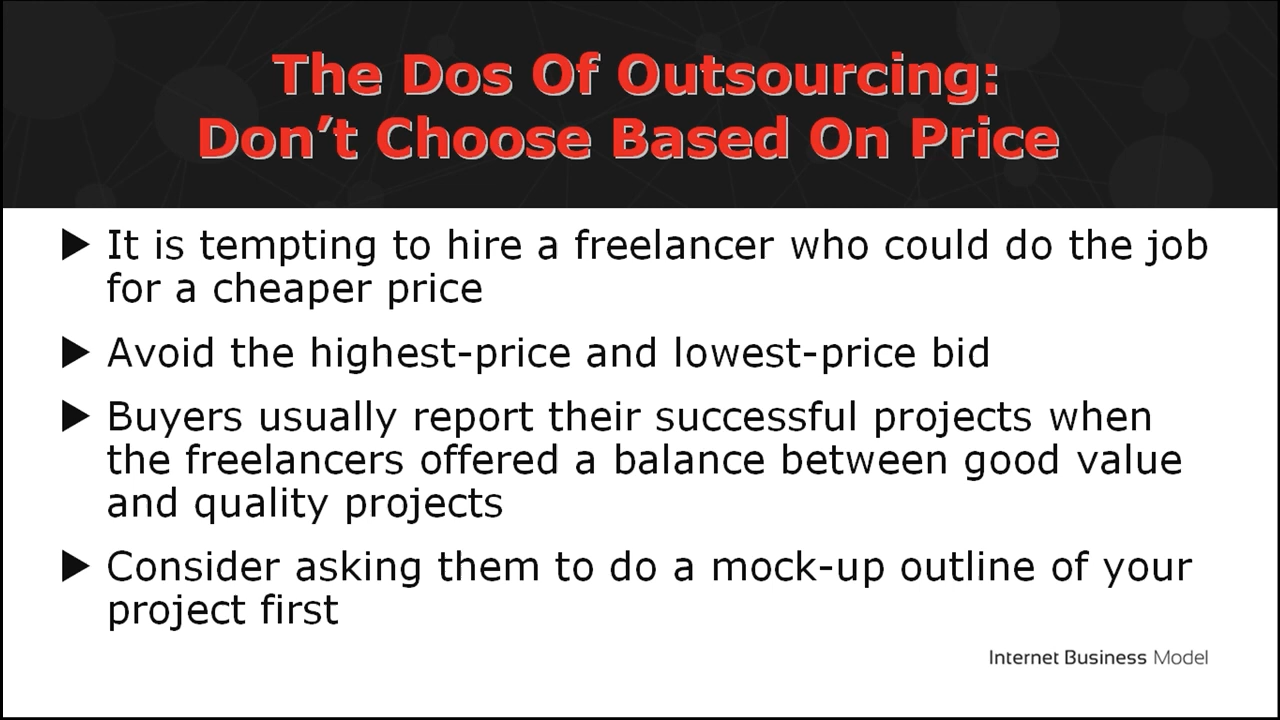 The Dos Of Outsourcing:
Don’t Choose Based On Price
▶ It is tempting to hire a freelancer who could do the job
for a cheaper price
▶ Avoid the highest-price and lowest-price bid
▶ Buyers usually report their successful projects when
the freelancers offered a balance between good value
and quality projects
▶ Consider asking them to do a mock-up outline of your
project first
Internet Business Model